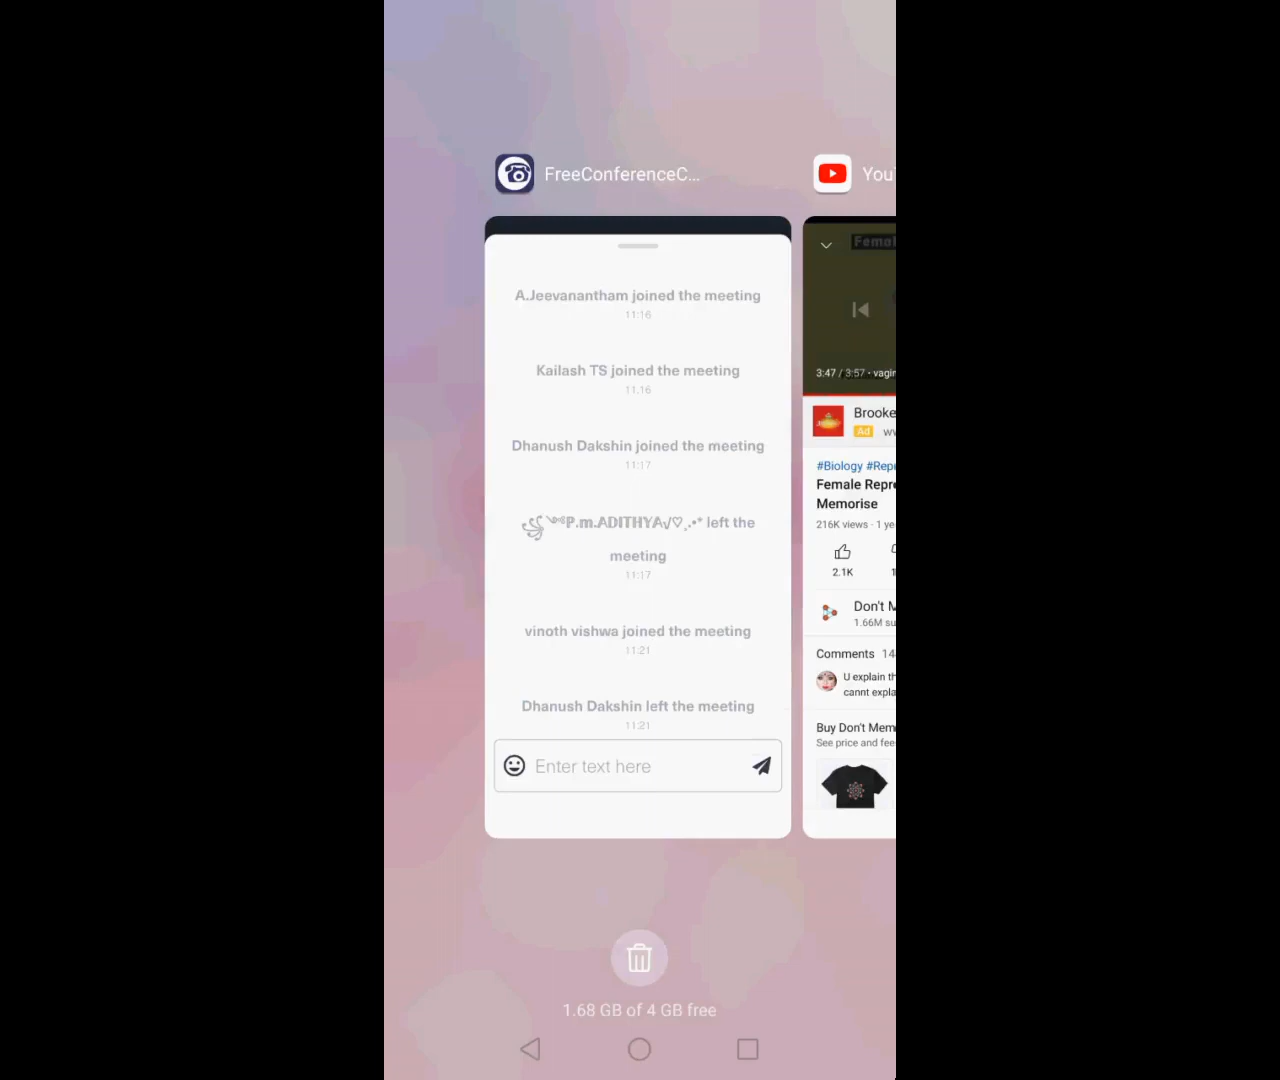 FreeConferenceC...
A.Jeevanantham joined the meeting
11:16
Kailash TS joined the meeting
11:16
Dhanush Dakshin joined the meeting
11:17
꧁༺P.m.ADITHYA√♡ˎ.•* left the
meeting
11:17
vinoth vishwa joined the meeting
11:21
Dhanush Dakshin left the meeting
11:21
Enter text here
1.68 GB of 4 GB free
You
Femal
3:47 / 3:57 · vagin
Brooke
Ad
#Biology #Repr
Female Repre
Memorise
216K views · 1 ye
2.1K
Don't M
1.66M su
Comments 14
U explain th
cannt expla
Buy Don't Mem
See price and fee